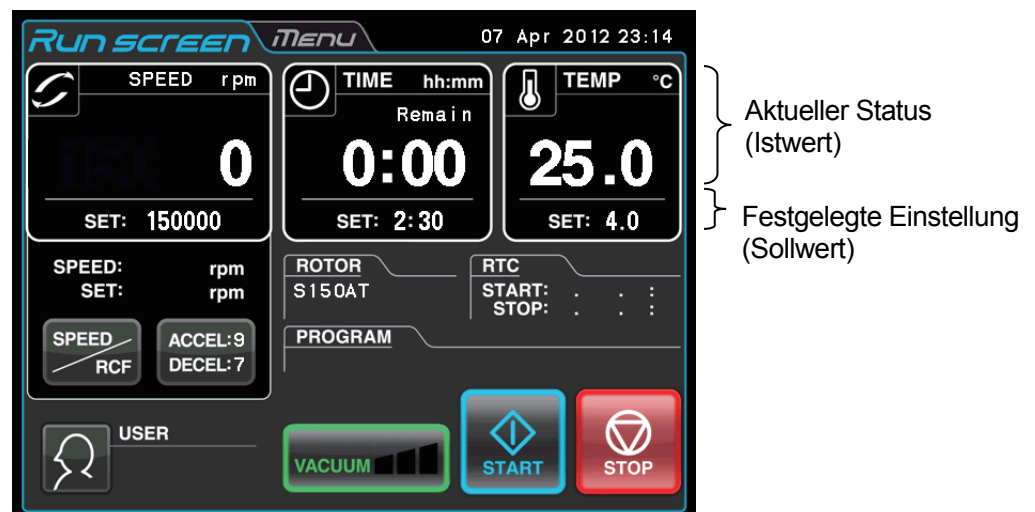 Run screen Menu 07 Apr 2012 23:14
SPEED rpm
0
SET: 150000
TIME hh:mm
Remain
0:00
SET: 2:30
TEMP °C
25.0
SET: 4.0
Aktueller Status
(Istwert)
Festgelegte Einstellung
(Sollwert)
SPEED: rpm
SET: rpm
SPEED
RCF
ACCEL:9
DECEL:7
ROTOR
S150AT
RTC
START: . . :
STOP: . . :
PROGRAM
USER
VACUUM
START
STOP